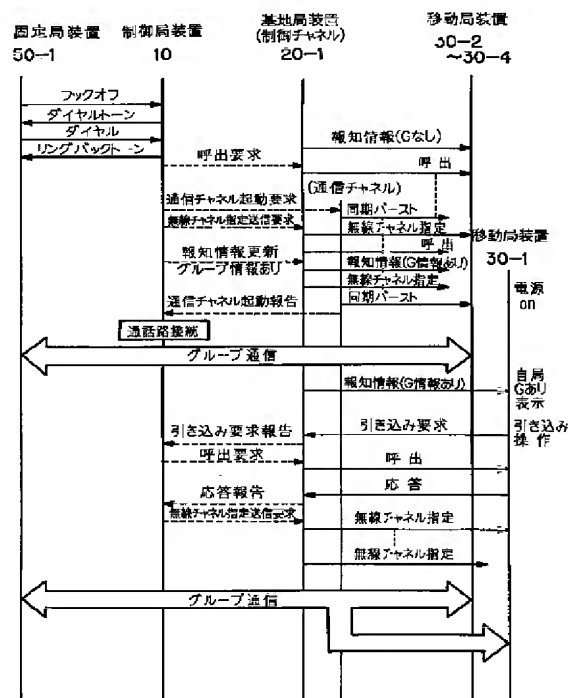 固定局装置
50-1
制御局装置
10
基地局装置
(制御チャネル)
20-1
移動局装置
30-2
～30-4
フックオフ
ダイヤルトーン
ダイヤル
リングバックトーン
報知情報(Gなし)
呼出要求
呼出
(通信チャネル)
通信チャネル起動要求
同期バースト
無線チャネル指定送信要求
無線チャネル指定
呼出
移動局装置
30-1
報知情報更新
グループ情報あり
報知情報(G情報あり)
無線チャネル指定
電源
on
通信チャネル起動報告
同期バースト
通話路接続
グループ通信
報知情報(G情報あり)
自局
Gあり
表示
引き込み要求報告
引き込み要求
引き込み
操作
呼出要求
呼出
応答
応答報告
無線チャネル指定送信要求
無線チャネル指定
無線チャネル指定
グループ通信